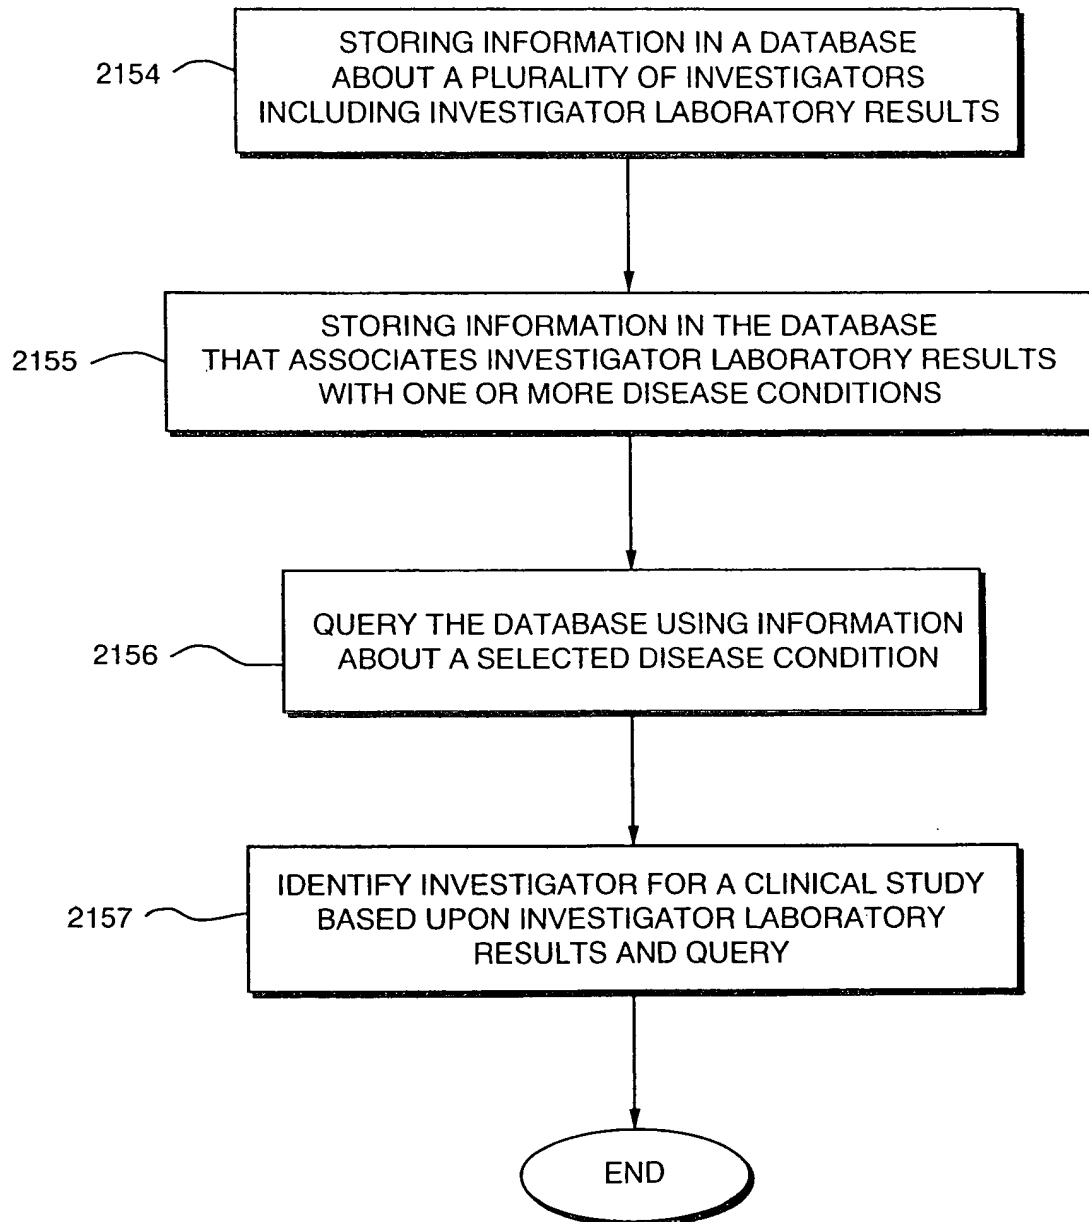 2154
STORING INFORMATION IN A DATABASE
ABOUT A PLURALITY OF INVESTIGATORS
INCLUDING INVESTIGATOR LABORATORY RESULTS
2155
STORING INFORMATION IN THE DATABASE
THAT ASSOCIATES INVESTIGATOR LABORATORY RESULTS
WITH ONE OR MORE DISEASE CONDITIONS
2156
QUERY THE DATABASE USING INFORMATION
ABOUT A SELECTED DISEASE CONDITION
2157
IDENTIFY INVESTIGATOR FOR A CLINICAL STUDY
BASED UPON INVESTIGATOR LABORATORY
RESULTS AND QUERY
END